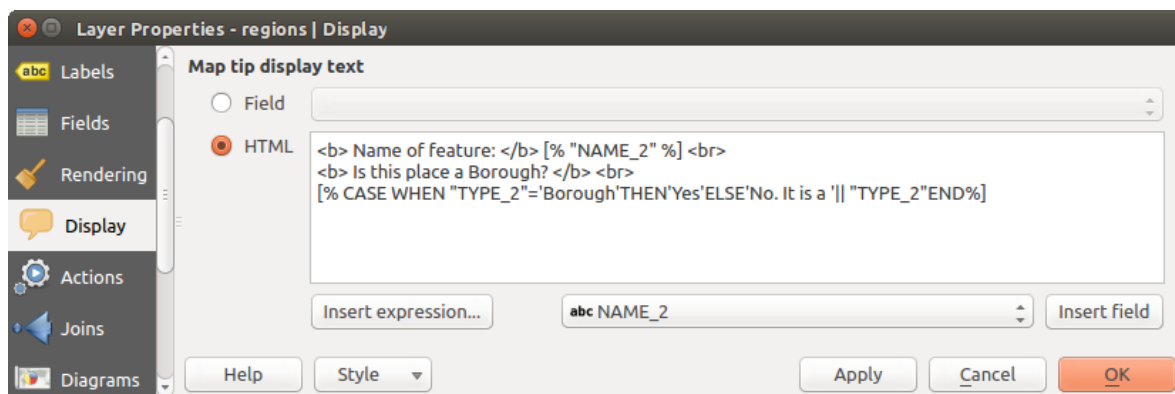 Layer Properties - regions | Display
abc Labels
Fields
Rendering
Display
Actions
Joins
Diagrams
Map tip display text
Field
HTML
<b> Name of feature: </b> [% "NAME_2" %] <br>
<b> Is this place a Borough? </b> <br>
[% CASE WHEN "TYPE_2"='Borough'THEN'Yes'ELSE'No. It is a '|| "TYPE_2"END%]
Insert expression...
abc NAME_2
Insert field
Help
Style
Apply
Cancel
OK